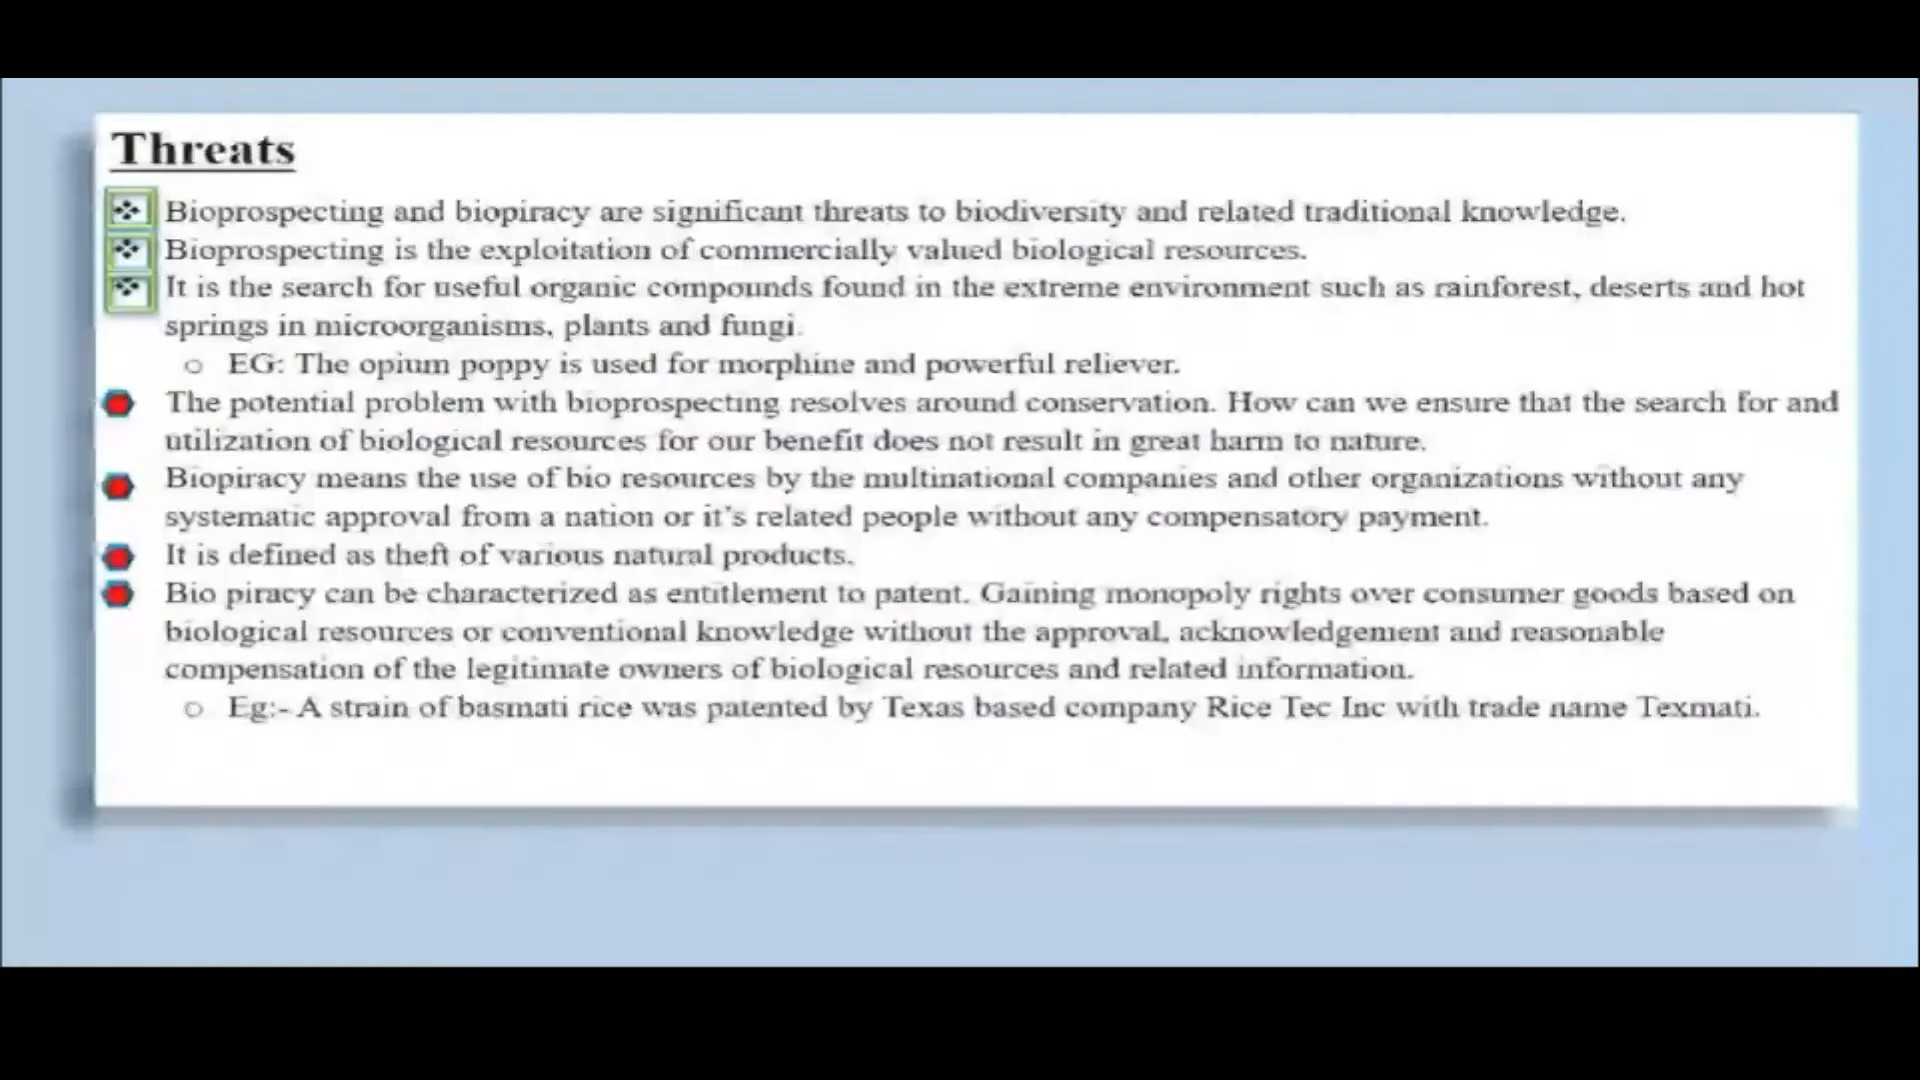 Threats
Bioprospecting and biopiracy are significant threats to biodiversity and related traditional knowledge.
Bioprospecting is the exploitation of commercially valued biological resources.
It is the search for useful organic compounds found in the extreme environment such as rainforest, deserts and hot
springs in microorganisms, plants and fungi.
o EG: The opium poppy is used for morphine and powerful reliever.
The potential problem with bioprospecting resolves around conservation. How can we ensure that the search for and
utilization of biological resources for our benefit does not result in great harm to nature.
Biopiracy means the use of bio resources by the multinational companies and other organizations without any
systematic approval from a nation or it's related people without any compensatory payment.
It is defined as theft of various natural products.
Bio piracy can be characterized as entitlement to patent. Gaining monopoly rights over consumer goods based on
biological resources or conventional knowledge without the approval, acknowledgement and reasonable
compensation of the legitimate owners of biological resources and related information.
o Eg:- A strain of basmati rice was patented by Texas based company Rice Tec Inc with trade name Texmati.